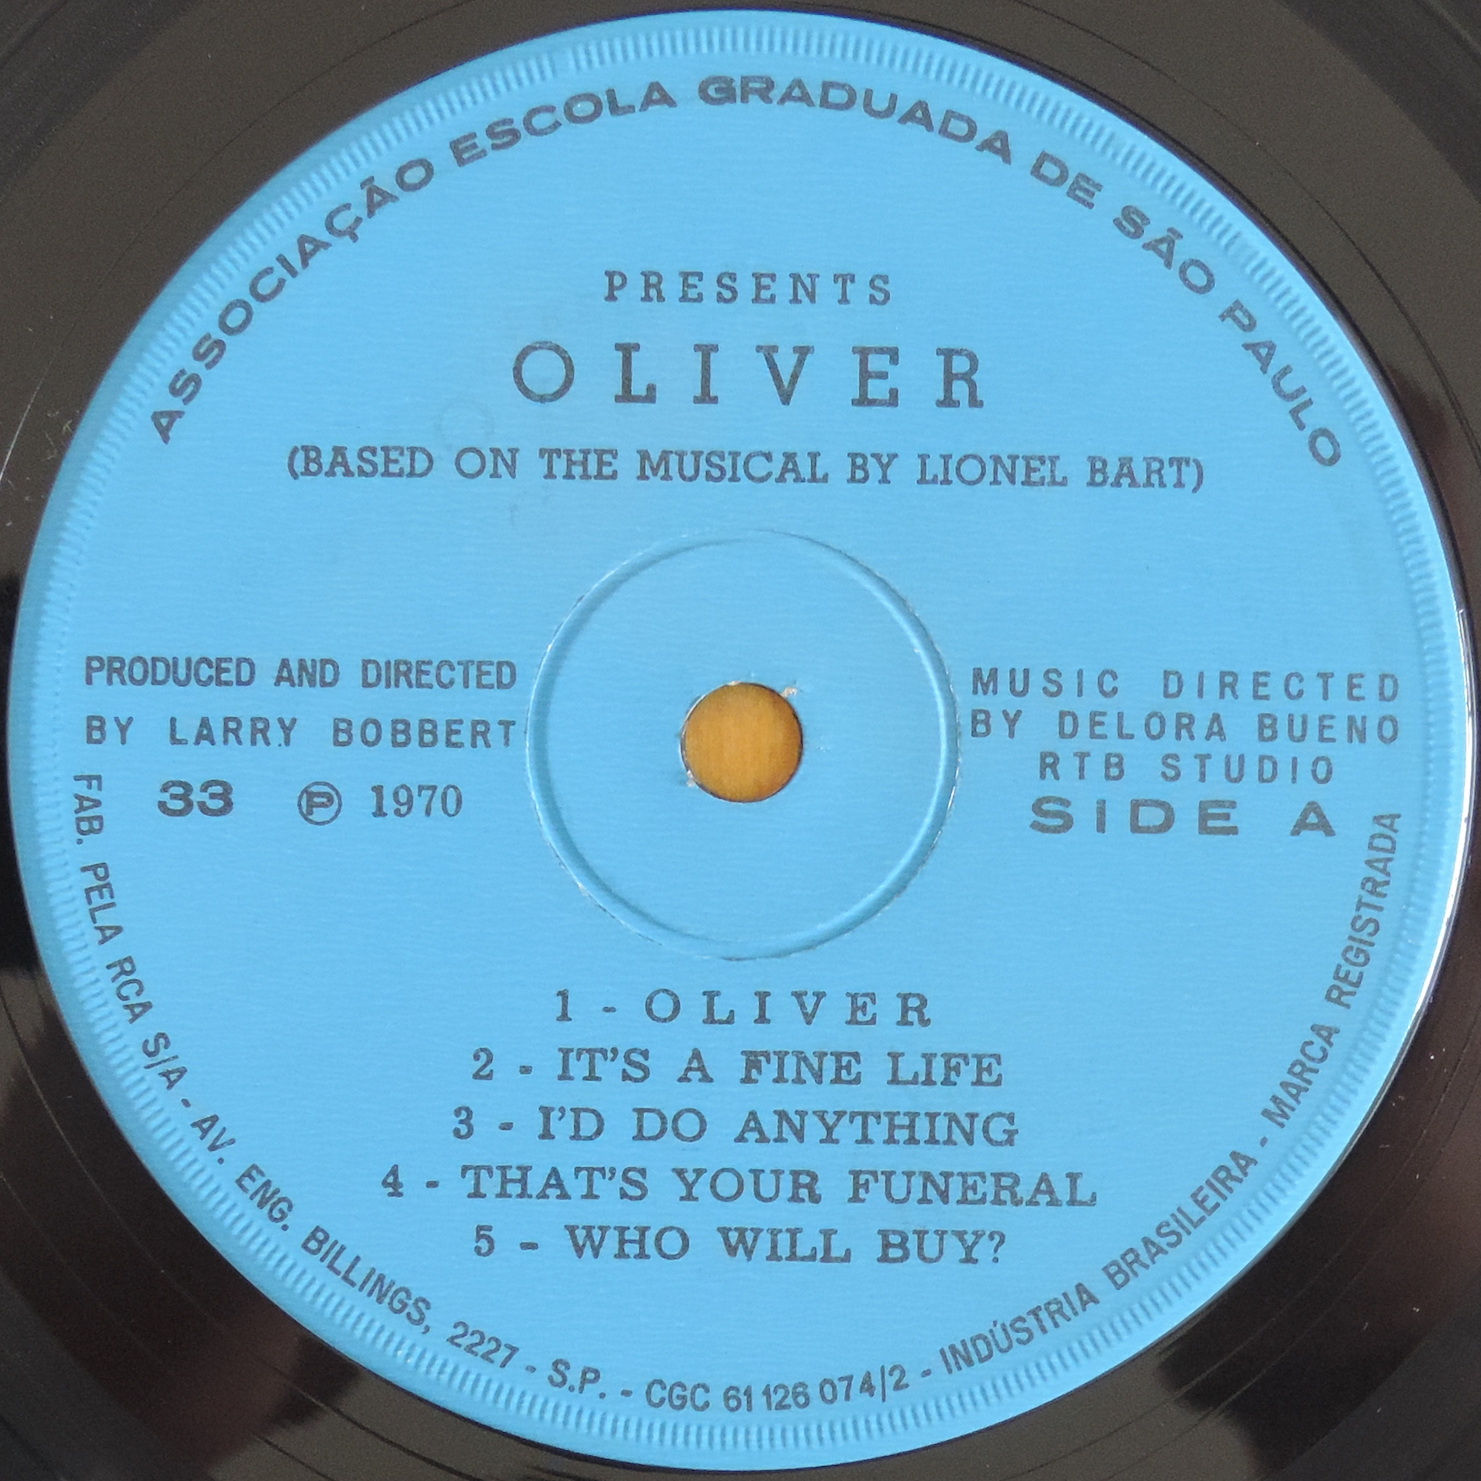 ASSOCIAÇÃO ESCOLA GRADUADA DE SÃO PAULO
PRESENTS
OLIVER
(BASED ON THE MUSICAL BY LIONEL BART)
PRODUCED AND DIRECTED
BY LARRY BOBBERT
33 Ⓟ 1970
MUSIC DIRECTED
BY DELORA BUENO
RTB STUDIO
SIDE A
1 - OLIVER
2 - IT'S A FINE LIFE
3 - I'D DO ANYTHING
4 - THAT'S YOUR FUNERAL
5 - WHO WILL BUY?
FAB. PELA RCA S/A - AV. ENG. BILLINGS, 2227 - S.P. - CGC 61 126 074/2 - INDÚSTRIA BRASILEIRA - MARCA REGISTRADA